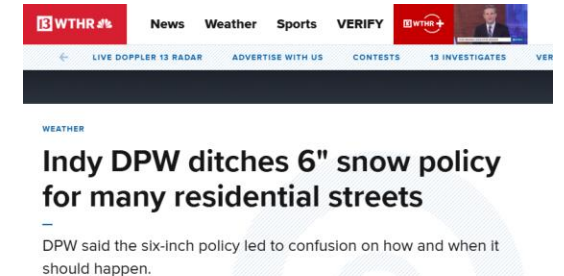 13 WTHR News Weather Sports VERIFY 13 WTHR +
LIVE DOPPLER 13 RADAR ADVERTISE WITH US CONTESTS 13 INVESTIGATES VER
WEATHER
Indy DPW ditches 6" snow policy
for many residential streets
DPW said the six-inch policy led to confusion on how and when it
should happen.